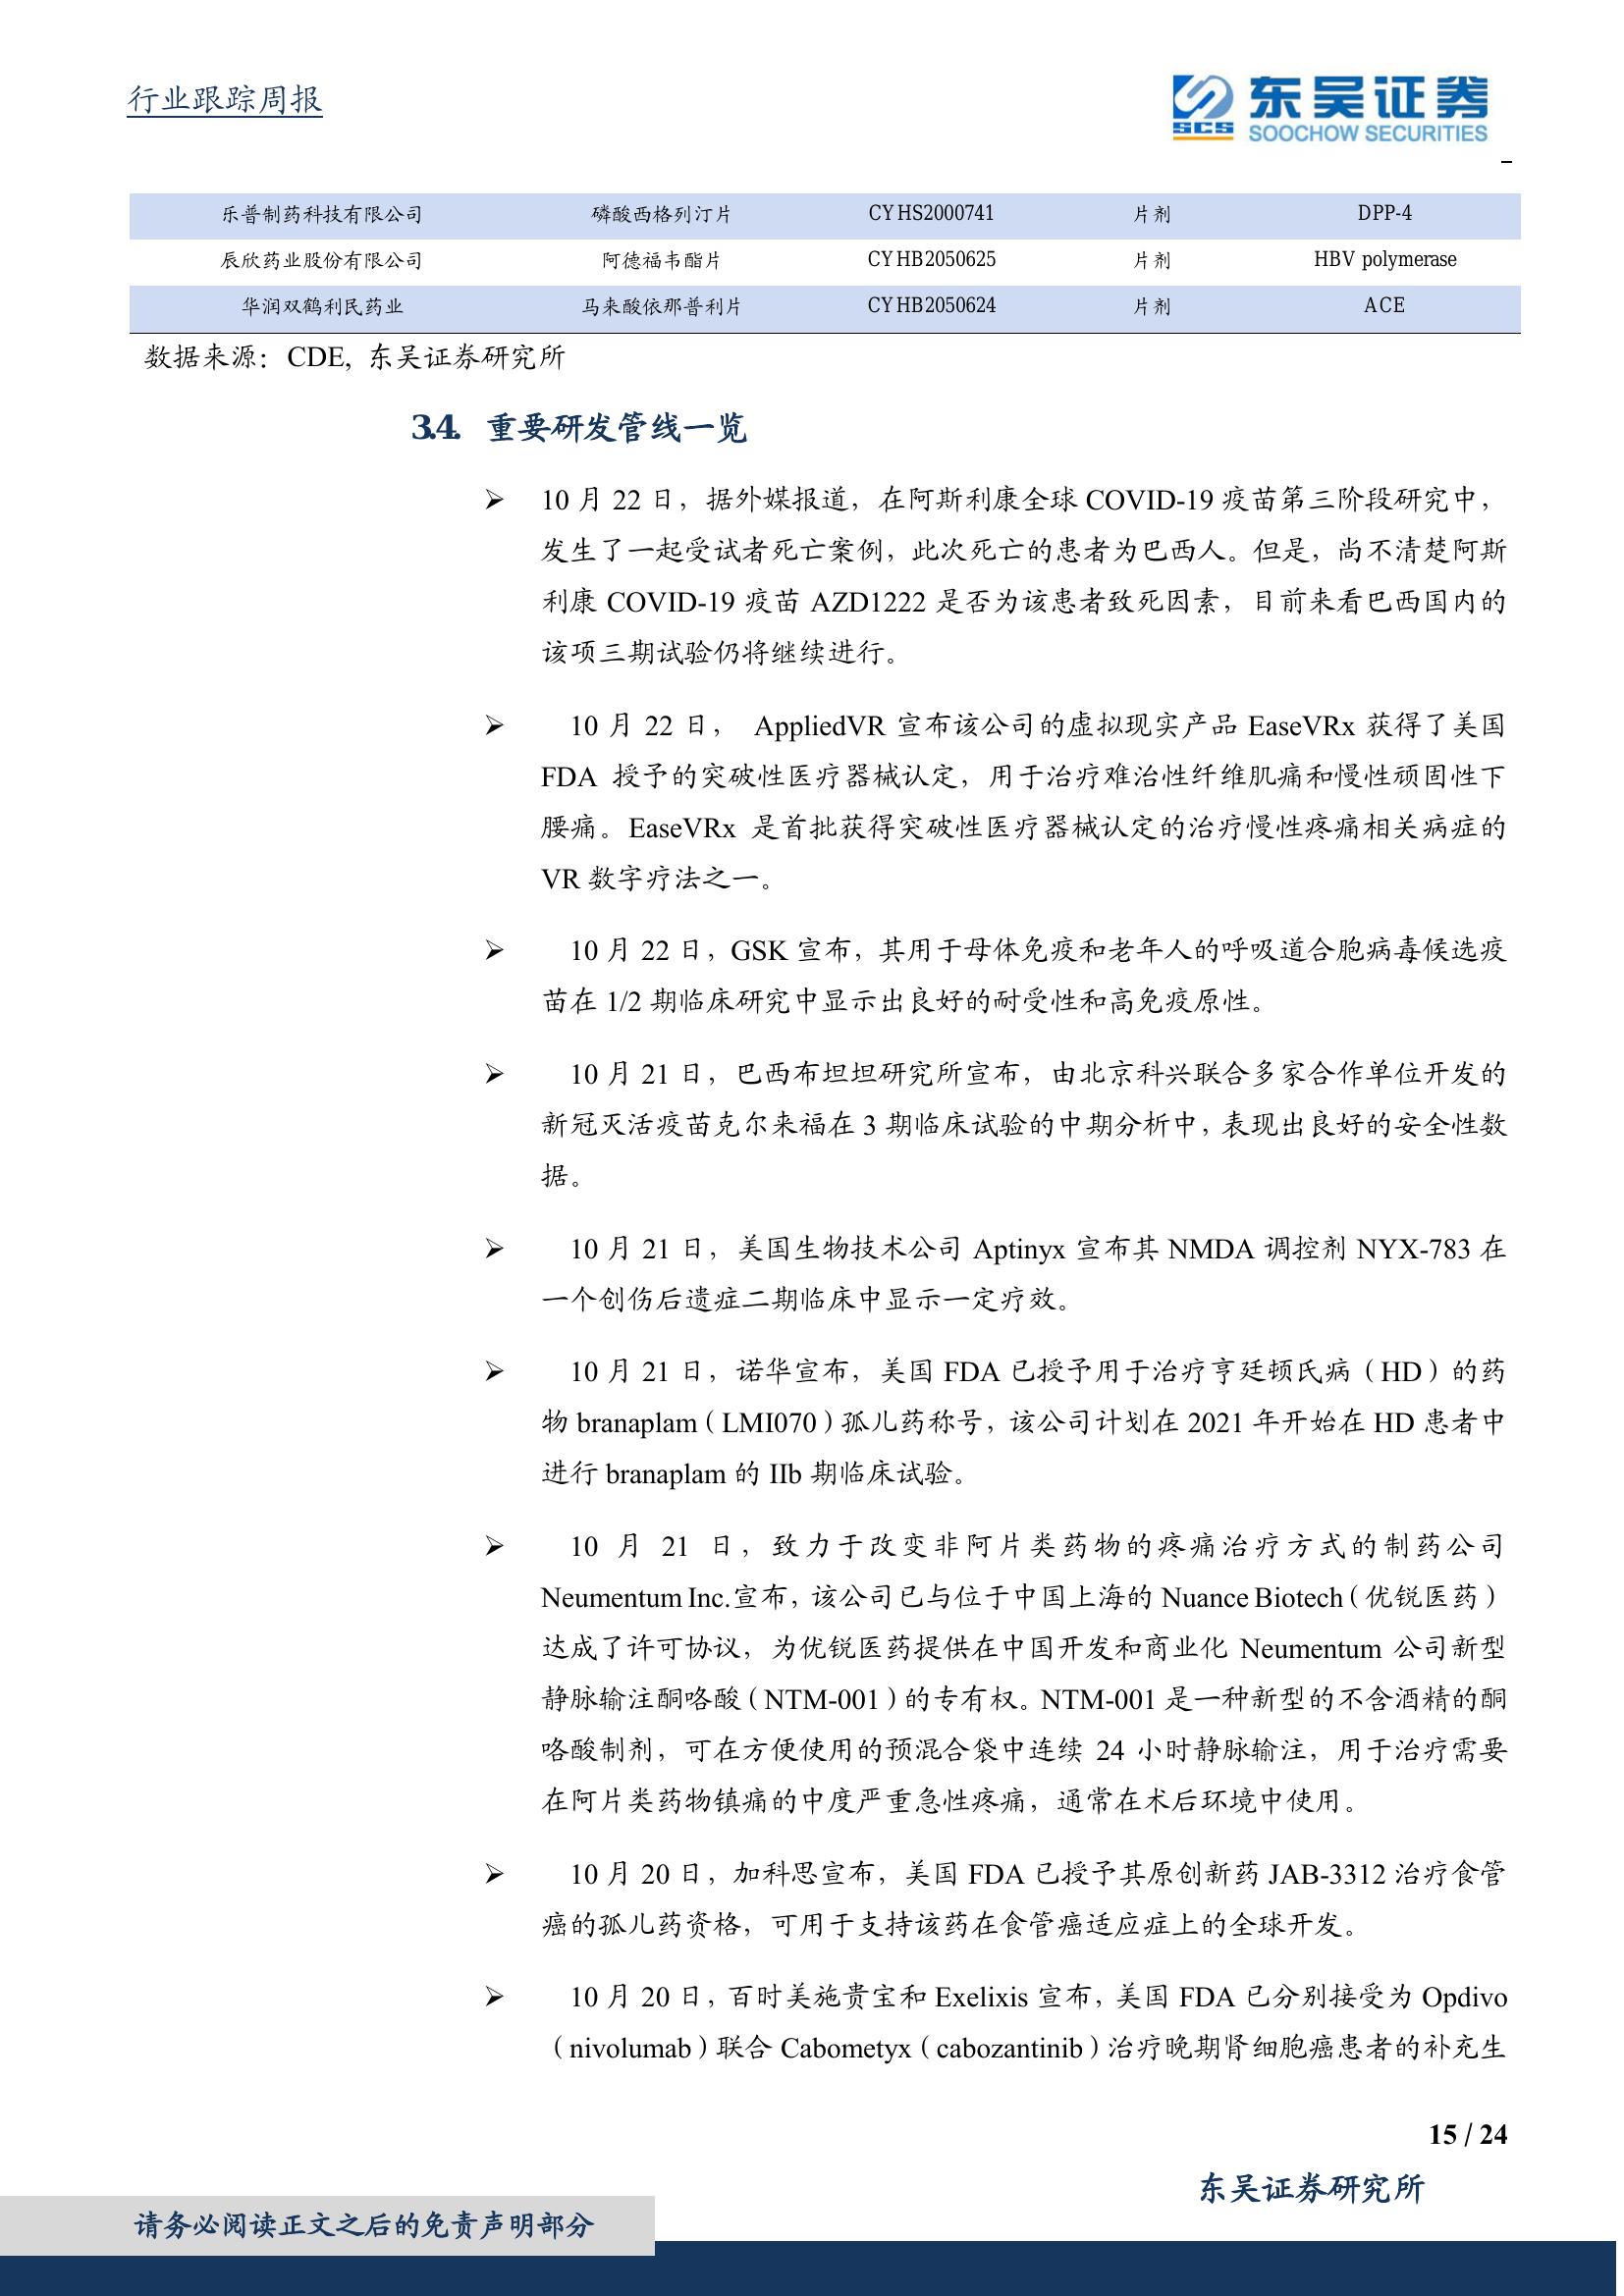 行业跟踪周报
SCS 东吴证券
SOOCHOW SECURITIES
乐普制药科技有限公司 磷酸西格列汀片 CYHS2000741 片剂 DPP-4
辰欣药业股份有限公司 阿德福韦酯片 CYHB2050625 片剂 HBV polymerase
华润双鹤利民药业 马来酸依那普利片 CYHB2050624 片剂 ACE
数据来源：CDE, 东吴证券研究所
3.4. 重要研发管线一览
➢ 10 月 22 日，据外媒报道，在阿斯利康全球 COVID-19 疫苗第三阶段研究中，
发生了一起受试者死亡案例，此次死亡的患者为巴西人。但是，尚不清楚阿斯
利康 COVID-19 疫苗 AZD1222 是否为该患者致死因素，目前来看巴西国内的
该项三期试验仍将继续进行。
➢ 10 月 22 日， AppliedVR 宣布该公司的虚拟现实产品 EaseVRx 获得了美国
FDA 授予的突破性医疗器械认定，用于治疗难治性纤维肌痛和慢性顽固性下
腰痛。EaseVRx 是首批获得突破性医疗器械认定的治疗慢性疼痛相关病症的
VR 数字疗法之一。
➢ 10 月 22 日，GSK 宣布，其用于母体免疫和老年人的呼吸道合胞病毒候选疫
苗在 1/2 期临床研究中显示出良好的耐受性和高免疫原性。
➢ 10 月 21 日，巴西布坦坦研究所宣布，由北京科兴联合多家合作单位开发的
新冠灭活疫苗克尔来福在 3 期临床试验的中期分析中，表现出良好的安全性数
据。
➢ 10 月 21 日，美国生物技术公司 Aptinyx 宣布其 NMDA 调控剂 NYX-783 在
一个创伤后遗症二期临床中显示一定疗效。
➢ 10 月 21 日，诺华宣布，美国 FDA 已授予用于治疗亨廷顿氏病（HD）的药
物 branaplam（LMI070）孤儿药称号，该公司计划在 2021 年开始在 HD 患者中
进行 branaplam 的 IIb 期临床试验。
➢ 10 月 21 日，致力于改变非阿片类药物的疼痛治疗方式的制药公司
Neumentum Inc.宣布，该公司已与位于中国上海的 Nuance Biotech（优锐医药）
达成了许可协议，为优锐医药提供在中国开发和商业化 Neumentum 公司新型
静脉输注酮咯酸（NTM-001）的专有权。NTM-001 是一种新型的不含酒精的酮
咯酸制剂，可在方便使用的预混合袋中连续 24 小时静脉输注，用于治疗需要
在阿片类药物镇痛的中度严重急性疼痛，通常在术后环境中使用。
➢ 10 月 20 日，加科思宣布，美国 FDA 已授予其原创新药 JAB-3312 治疗食管
癌的孤儿药资格，可用于支持该药在食管癌适应症上的全球开发。
➢ 10 月 20 日，百时美施贵宝和 Exelixis 宣布，美国 FDA 已分别接受为 Opdivo
（nivolumab）联合 Cabometyx（cabozantinib）治疗晚期肾细胞癌患者的补充生
15 / 24
东吴证券研究所
请务必阅读正文之后的免责声明部分